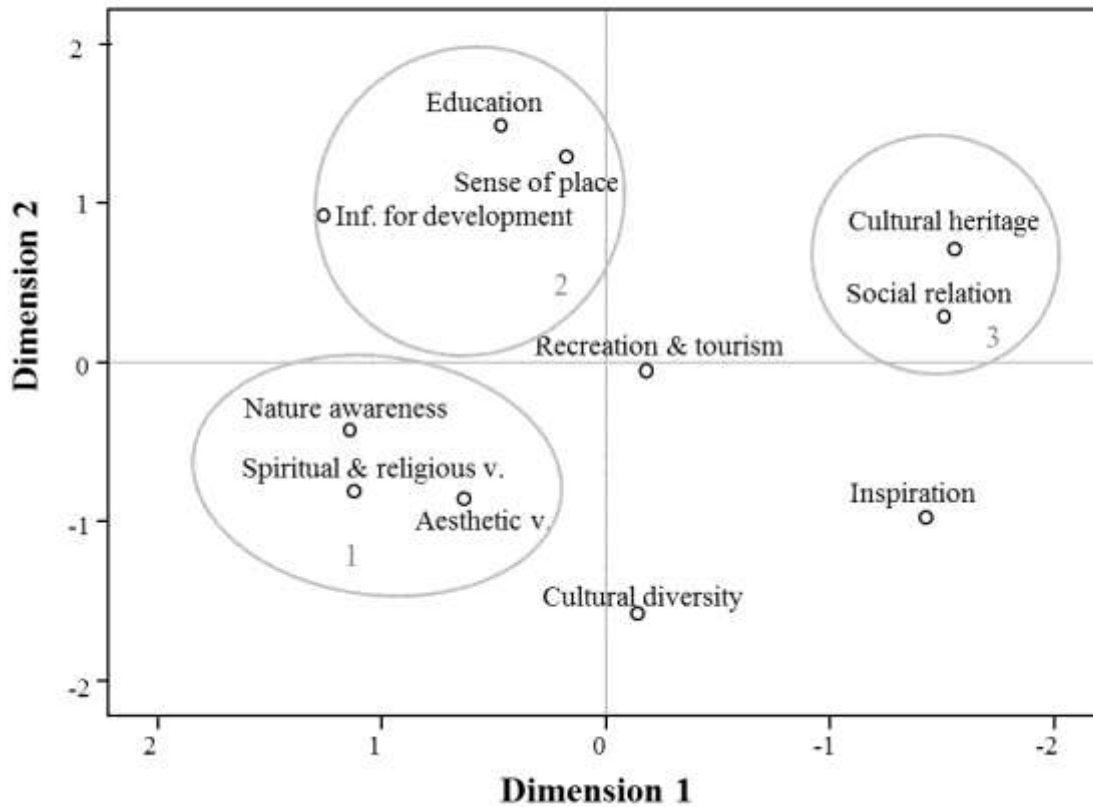 2
Education
Sense of place
1
Inf. for development
Cultural heritage
2
Social relation
3
Recreation & tourism
0
Nature awareness
Spiritual & religious v.
Inspiration
-1
Aesthetic v.
1
Cultural diversity
-2
2
1
0
-1
-2
Dimension 1
Dimension 2